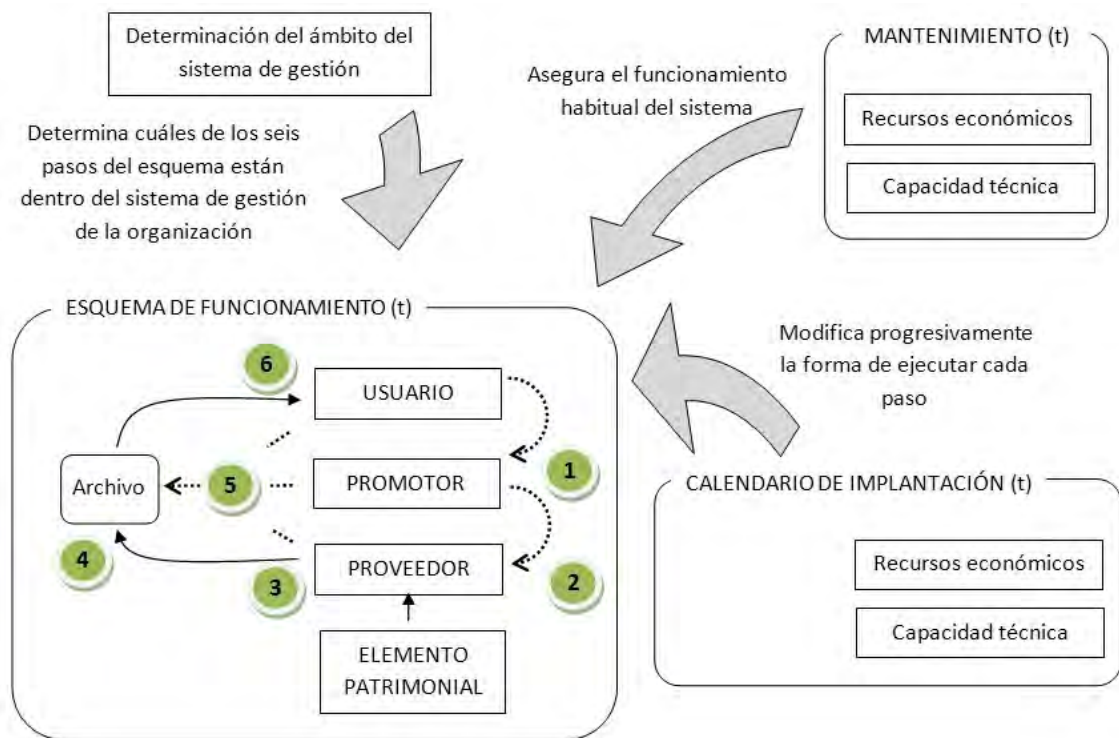 Determinación del ámbito del
sistema de gestión
Determina cuáles de los seis
pasos del esquema están
dentro del sistema de gestión
de la organización
Asegura el funcionamiento
habitual del sistema
MANTENIMIENTO (t)
Recursos económicos
Capacidad técnica
ESQUEMA DE FUNCIONAMIENTO (t)
6
USUARIO
1
Archivo
5
PROMOTOR
4
3
PROVEEDOR
2
ELEMENTO
PATRIMONIAL
Modifica progresivamente
la forma de ejecutar cada
paso
CALENDARIO DE IMPLANTACIÓN (t)
Recursos económicos
Capacidad técnica